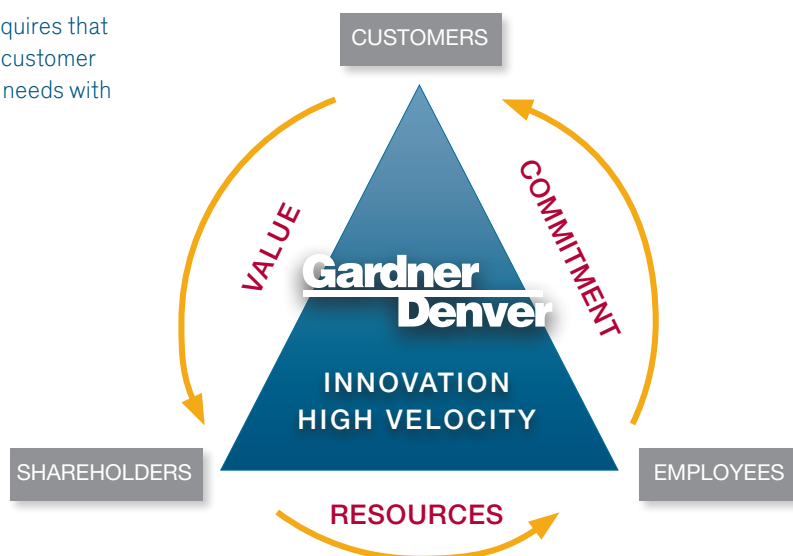 quires that
customer
needs with
CUSTOMERS
VALUE
COMMITMENT
Gardner
Denver
INNOVATION
HIGH VELOCITY
SHAREHOLDERS
EMPLOYEES
RESOURCES